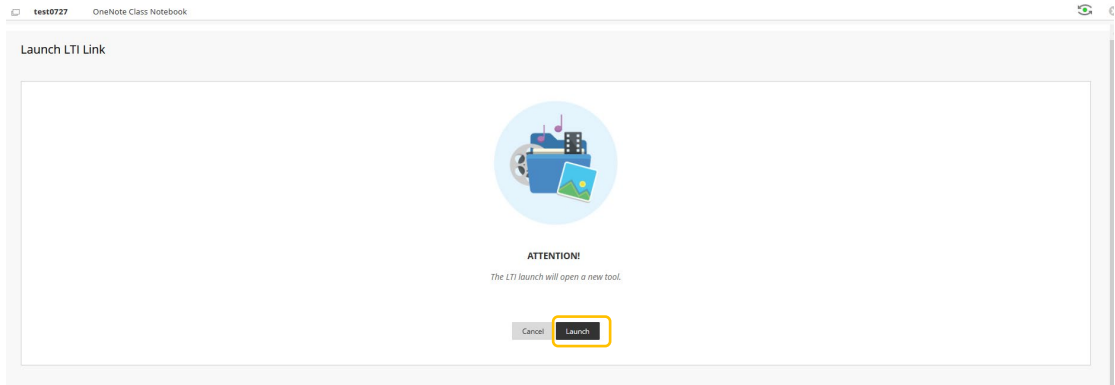 test0727 OneNote Class Notebook
Launch LTI Link
ATTENTION!
The LTI launch will open a new tool.
Cancel Launch